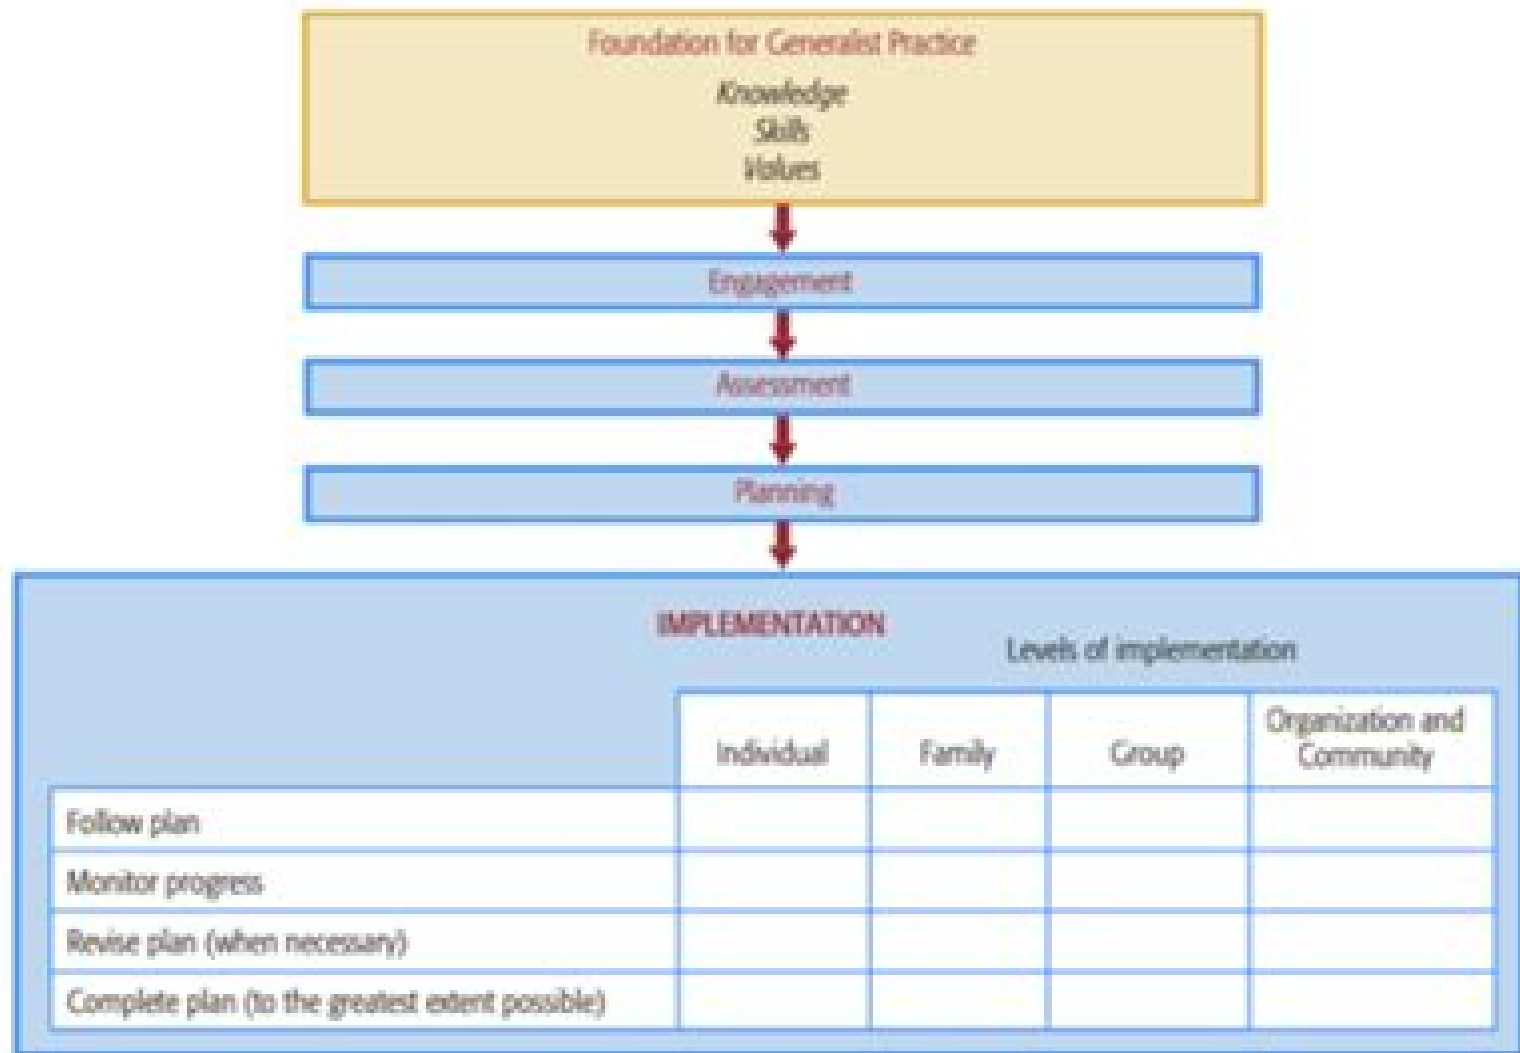 Foundation for Generalist Practice
Knowledge
Skills
Values
Engagement
Assessment
Planning
IMPLEMENTATION
Levels of implementation
Individual
Family
Group
Organization and
Community
Follow plan
Monitor progress
Revise plan (when necessary)
Complete plan (to the greatest extent possible)